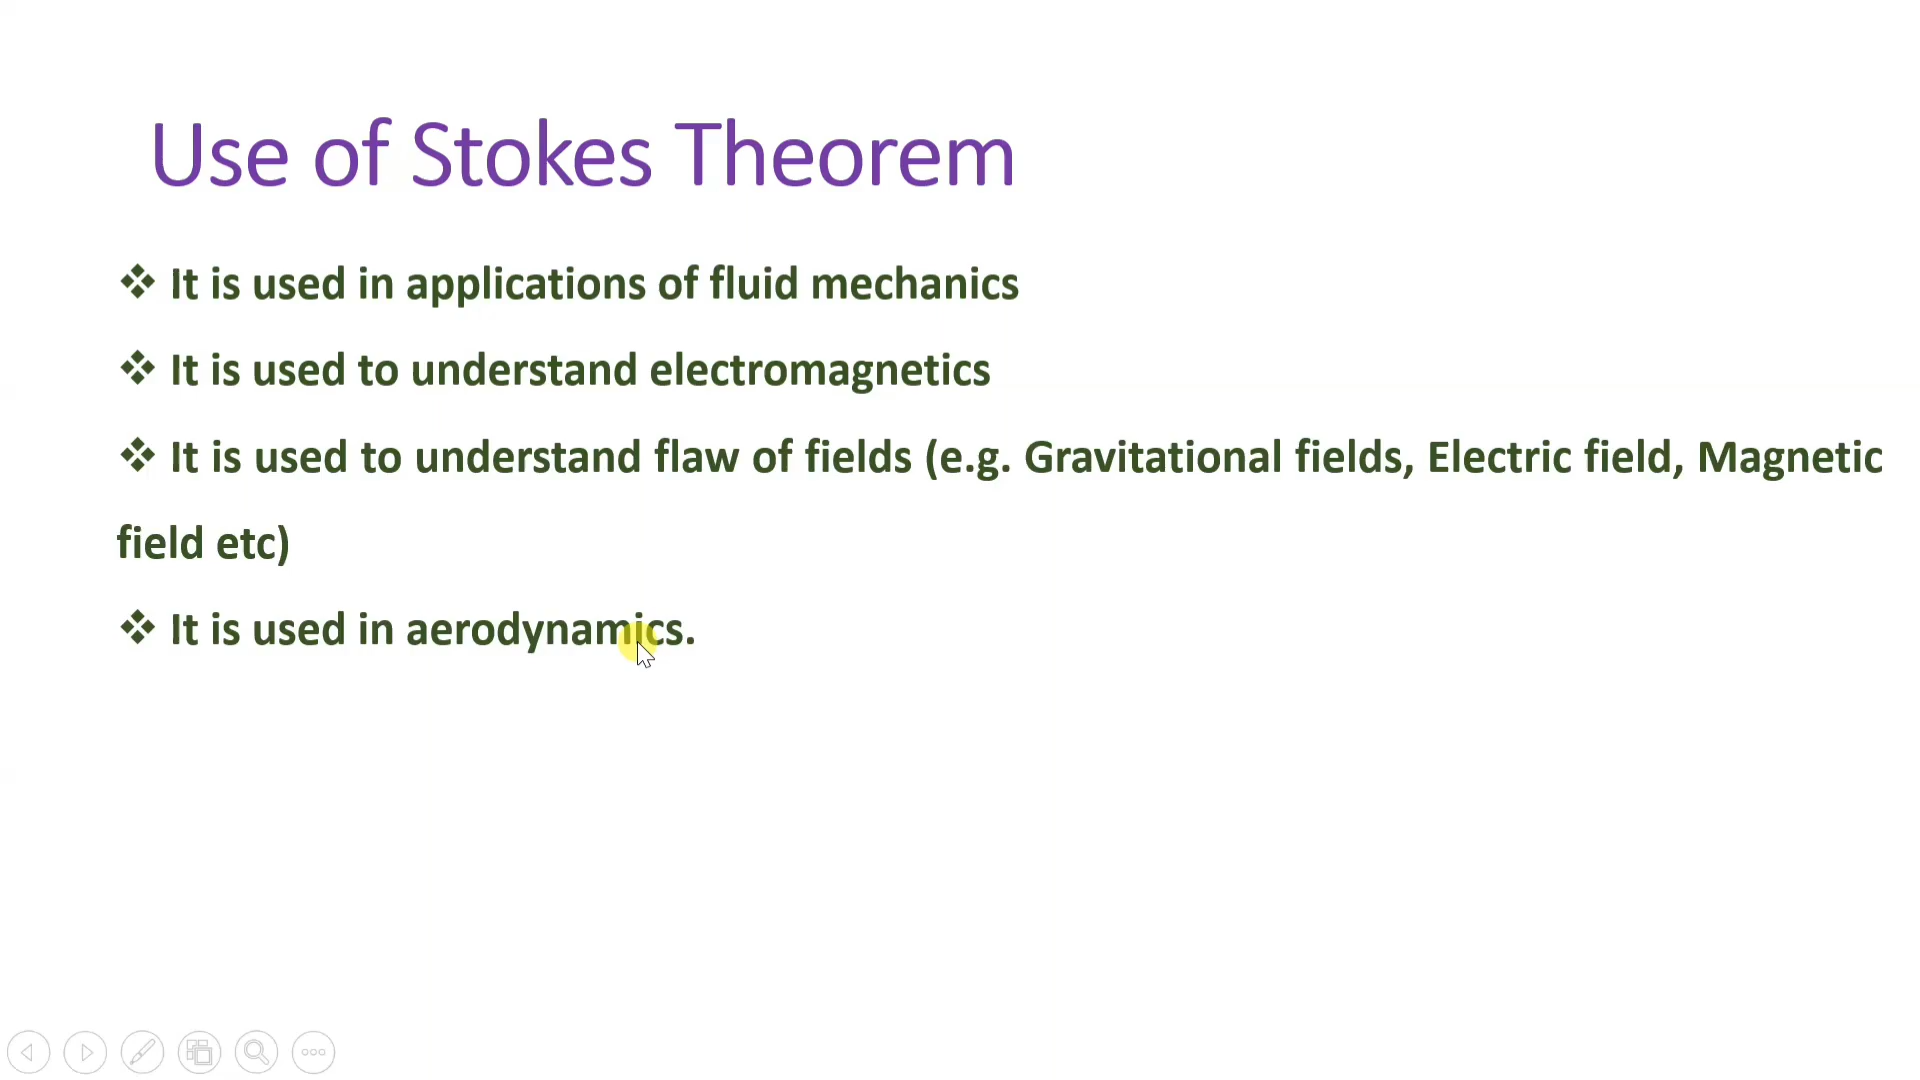 Use of Stokes Theorem
❖ It is used in applications of fluid mechanics
❖ It is used to understand electromagnetics
❖ It is used to understand flaw of fields (e.g. Gravitational fields, Electric field, Magnetic
field etc)
❖ It is used in aerodynamics.